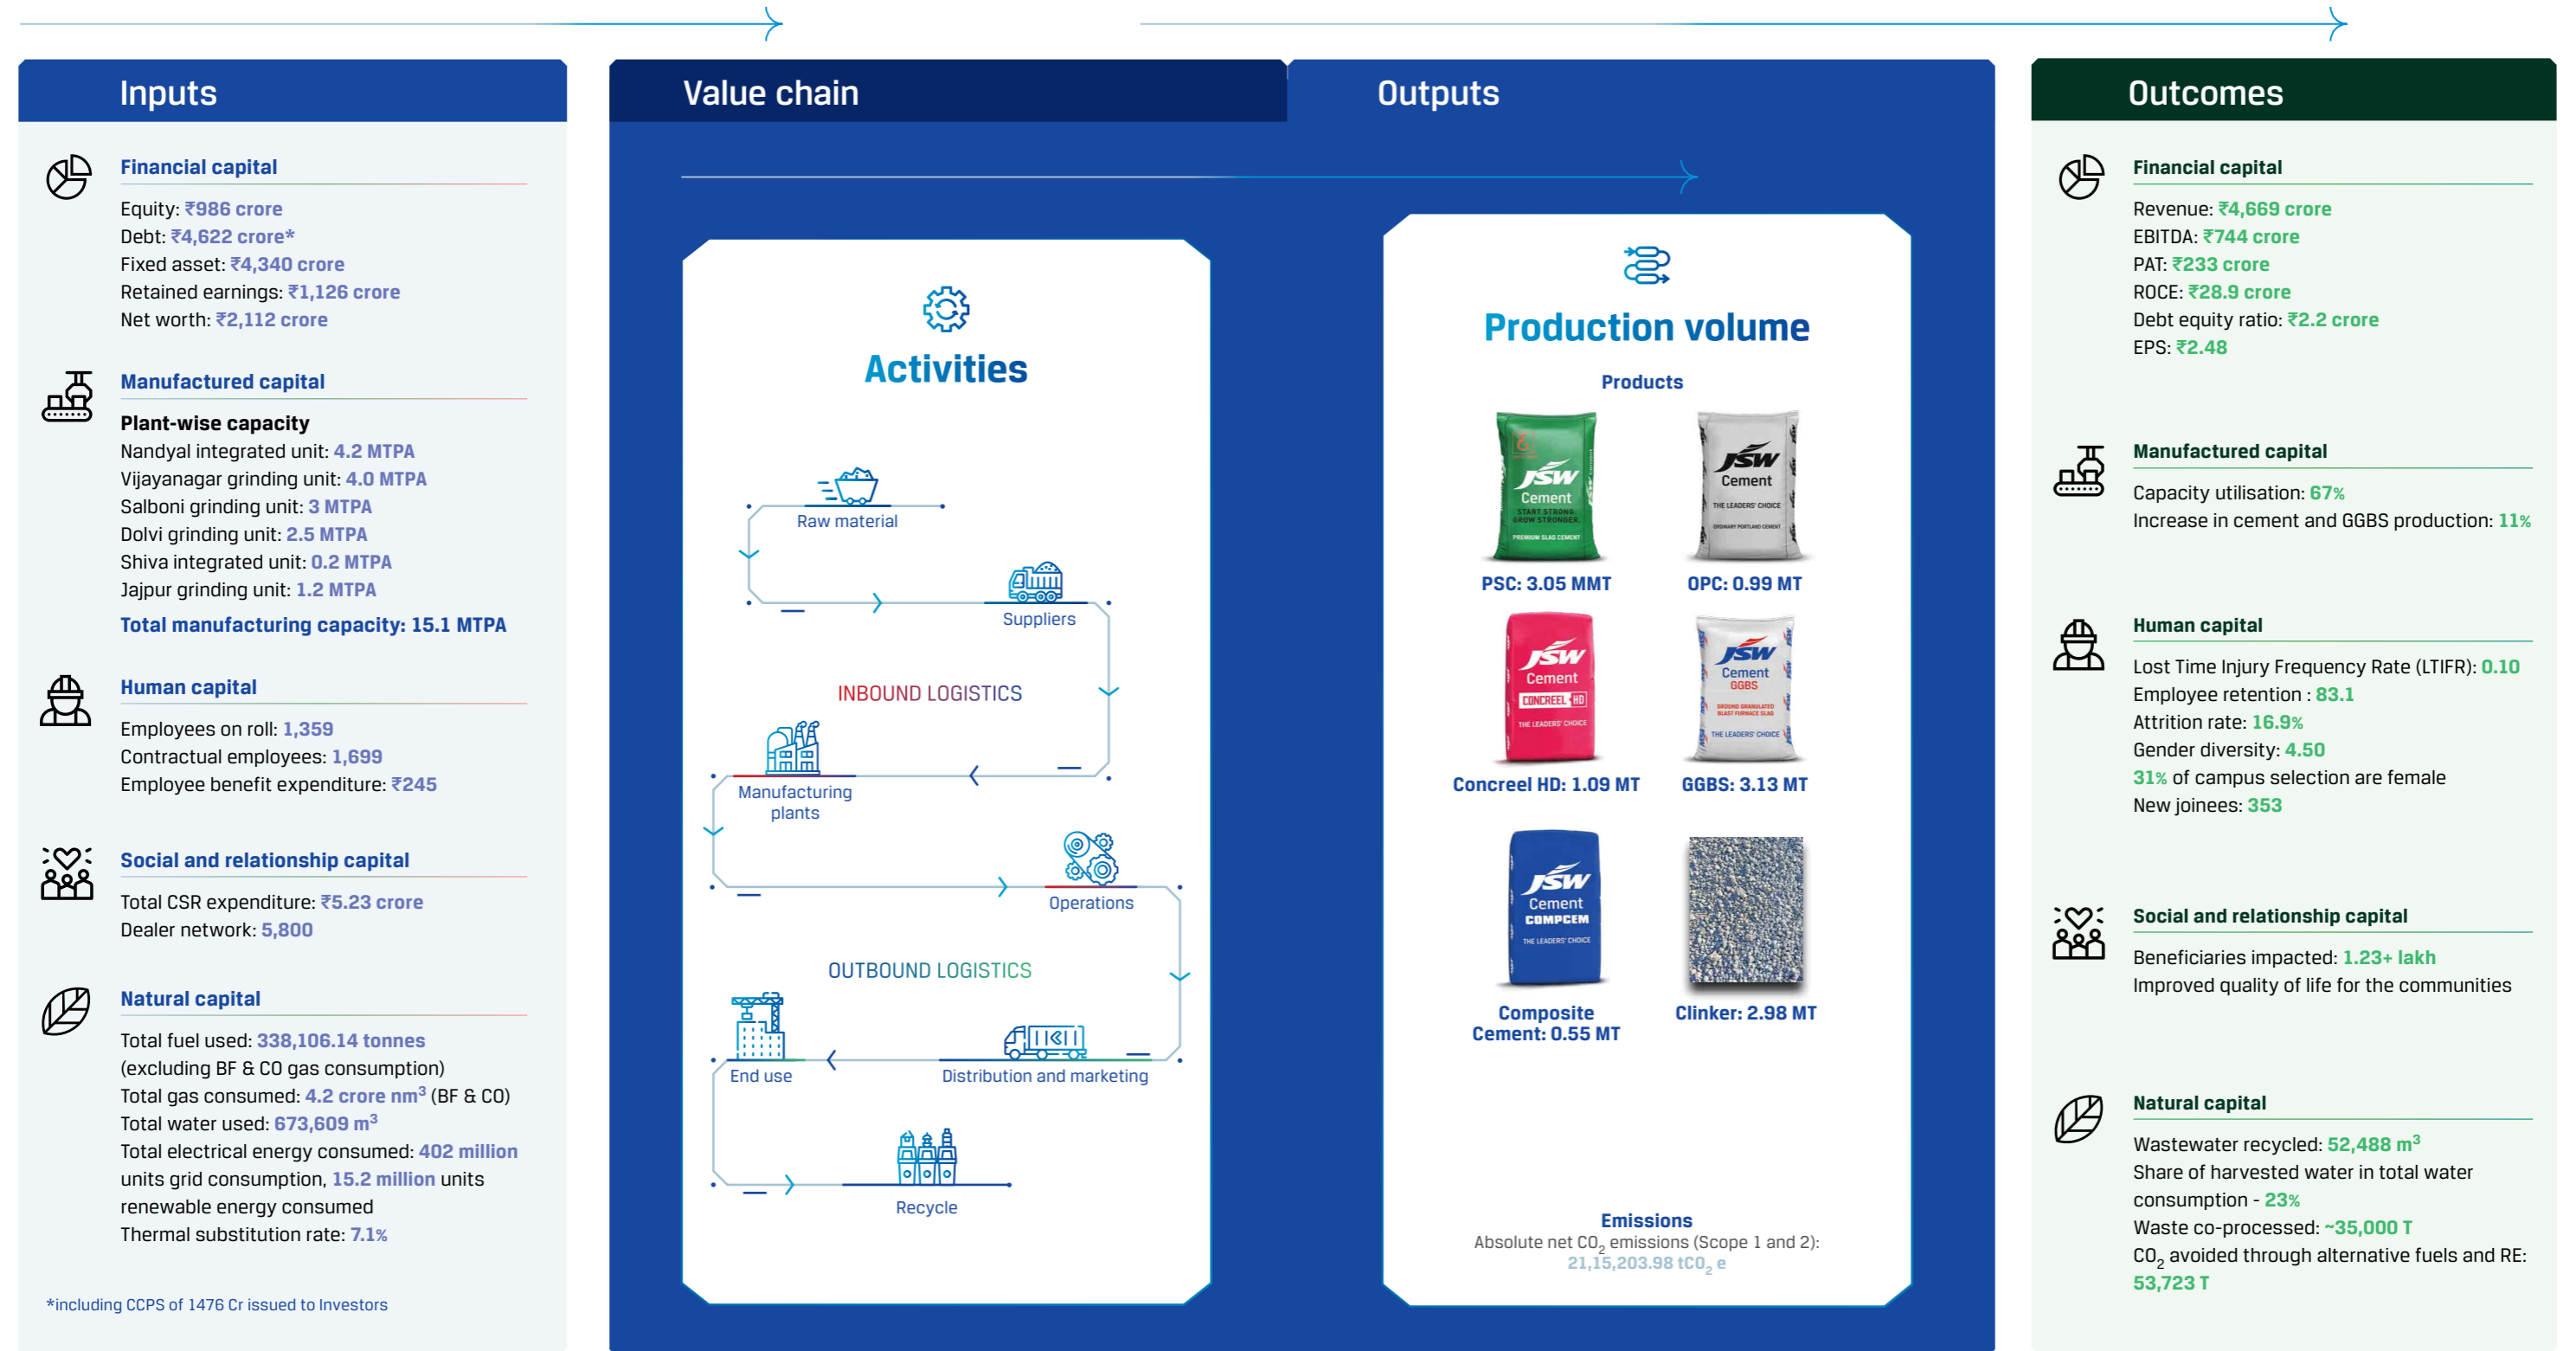 Inputs
Financial capital
Equity: ₹986 crore
Debt: ₹4,622 crore*
Fixed asset: ₹4,340 crore
Retained earnings: ₹1,126 crore
Net worth: ₹2,112 crore
Manufactured capital
Plant-wise capacity
Nandyal integrated unit: 4.2 MTPA
Vijayanagar grinding unit: 4.0 MTPA
Salboni grinding unit: 3 MTPA
Dolvi grinding unit: 2.5 MTPA
Shiva integrated unit: 0.2 MTPA
Jajpur grinding unit: 1.2 MTPA
Total manufacturing capacity: 15.1 MTPA
Human capital
Employees on roll: 1,359
Contractual employees: 1,699
Employee benefit expenditure: ₹245
Social and relationship capital
Total CSR expenditure: ₹5.23 crore
Dealer network: 5,800
Natural capital
Total fuel used: 338,106.14 tonnes
(excluding BF & CO gas consumption)
Total gas consumed: 4.2 crore nm³ (BF & CO)
Total water used: 673,609 m³
Total electrical energy consumed: 402 million
units grid consumption, 15.2 million units
renewable energy consumed
Thermal substitution rate: 7.1%
*including CCPS of 1476 Cr issued to Investors
Value chain
Activities
Raw material
Suppliers
INBOUND LOGISTICS
Manufacturing
plants
Operations
OUTBOUND LOGISTICS
End use
Distribution and marketing
Recycle
Outputs
Production volume
Products
JSW
Cement
START STRONG.
GROW STRONGER.
PREMIUM SLAG CEMENT
PSC: 3.05 MMT
JSW
Cement
THE LEADERS' CHOICE
ORDINARY PORTLAND CEMENT
OPC: 0.99 MT
JSW
Cement
CONCREEL HD
THE LEADERS' CHOICE
Concreel HD: 1.09 MT
JSW
Cement
GGBS
GROUND GRANULATED
BLAST FURNACE SLAG
THE LEADERS' CHOICE
GGBS: 3.13 MT
JSW
Cement
COMPCEM
THE LEADERS' CHOICE
Composite
Cement: 0.55 MT
Clinker: 2.98 MT
Emissions
Absolute net CO₂ emissions (Scope 1 and 2):
21,15,203.98 tCO₂ e
Outcomes
Financial capital
Revenue: ₹4,669 crore
EBITDA: ₹744 crore
PAT: ₹233 crore
ROCE: ₹28.9 crore
Debt equity ratio: ₹2.2 crore
EPS: ₹2.48
Manufactured capital
Capacity utilisation: 67%
Increase in cement and GGBS production: 11%
Human capital
Lost Time Injury Frequency Rate (LTIFR): 0.10
Employee retention : 83.1
Attrition rate: 16.9%
Gender diversity: 4.50
31% of campus selection are female
New joinees: 353
Social and relationship capital
Beneficiaries impacted: 1.23+ lakh
Improved quality of life for the communities
Natural capital
Wastewater recycled: 52,488 m³
Share of harvested water in total water
consumption - 23%
Waste co-processed: ~35,000 T
CO₂ avoided through alternative fuels and RE:
53,723 T